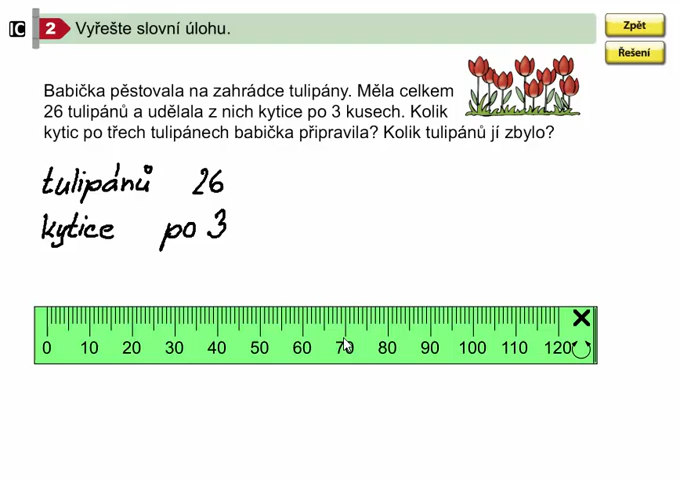 IC
2 Vyřešte slovní úlohu.
Zpět
Řešení
Babička pěstovala na zahrádce tulipány. Měla celkem
26 tulipánů a udělala z nich kytice po 3 kusech. Kolik
kytic po třech tulipánech babička připravila? Kolik tulipánů jí zbylo?
tulipánů 26
kytice po 3
0 10 20 30 40 50 60 70 80 90 100 110 120